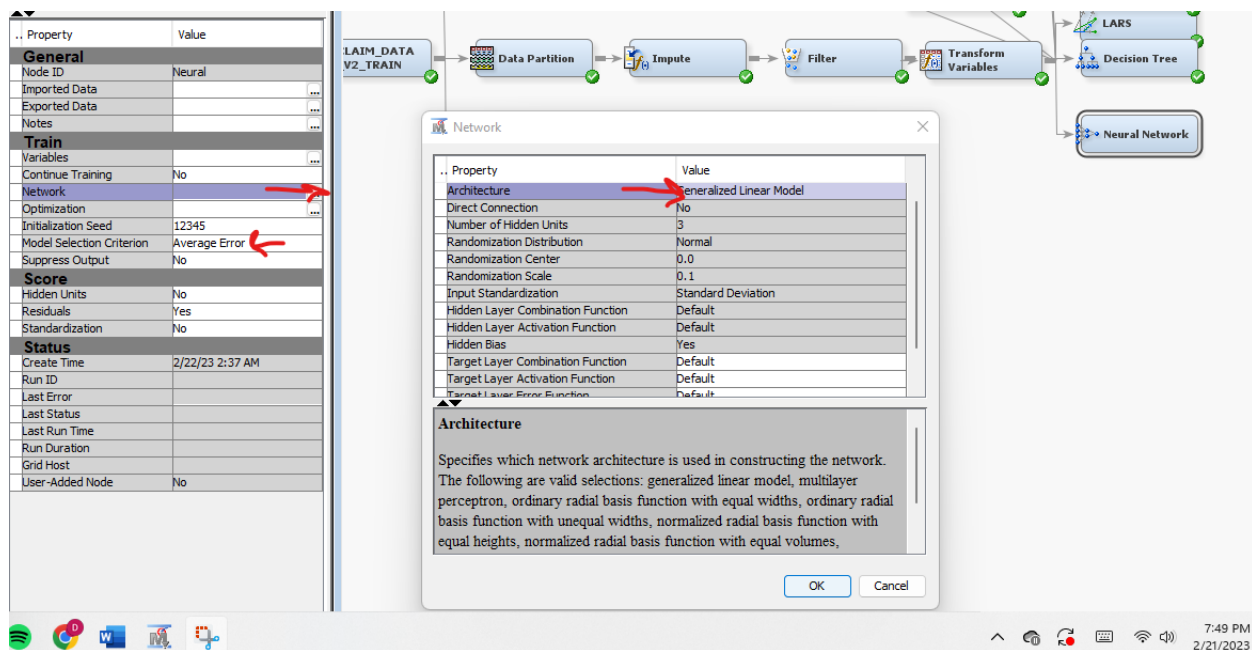 .. Property Value
General
Node ID Neural
Imported Data ...
Exported Data ...
Notes ...
Train
Variables ...
Continue Training No
Network
Optimization ...
Initialization Seed 12345
Model Selection Criterion Average Error
Suppress Output No
Score
Hidden Units No
Residuals Yes
Standardization No
Status
Create Time 2/22/23 2:37 AM
Run ID
Last Error
Last Status
Last Run Time
Run Duration
Grid Host
User-Added Node No
LAIM_DATA
V2_TRAIN
Data Partition
Impute
Filter
Transform
Variables
LARS
Decision Tree
Neural Network
Network
.. Property Value
Architecture Generalized Linear Model
Direct Connection No
Number of Hidden Units 3
Randomization Distribution Normal
Randomization Center 0.0
Randomization Scale 0.1
Input Standardization Standard Deviation
Hidden Layer Combination Function Default
Hidden Layer Activation Function Default
Hidden Bias Yes
Target Layer Combination Function Default
Target Layer Activation Function Default
Target Layer Error Function Default
Architecture
Specifies which network architecture is used in constructing the network.
The following are valid selections: generalized linear model, multilayer
perceptron, ordinary radial basis function with equal widths, ordinary radial
basis function with unequal widths, normalized radial basis function with
equal heights, normalized radial basis function with equal volumes,
OK Cancel
7:49 PM
2/21/2023